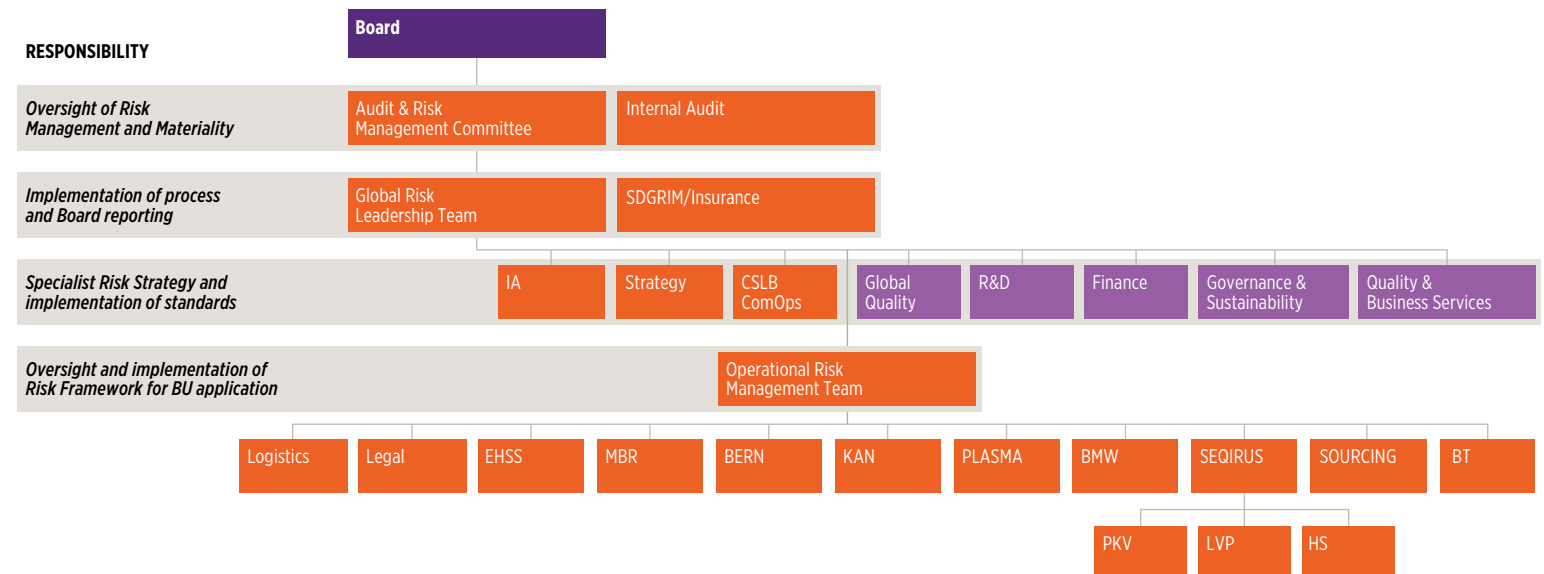 Board
RESPONSIBILITY
Oversight of Risk
Management and Materiality
Audit & Risk
Management Committee
Internal Audit
Implementation of process
and Board reporting
Global Risk
Leadership Team
SDGRIM/Insurance
Specialist Risk Strategy and
implementation of standards
IA
Strategy
CSLB
ComOps
Global
Quality
R&D
Finance
Governance &
Sustainability
Quality &
Business Services
Oversight and implementation of
Risk Framework for BU application
Operational Risk
Management Team
Logistics
Legal
EHSS
MBR
BERN
KAN
PLASMA
BMW
SEQIRUS
SOURCING
BT
PKV
LVP
HS